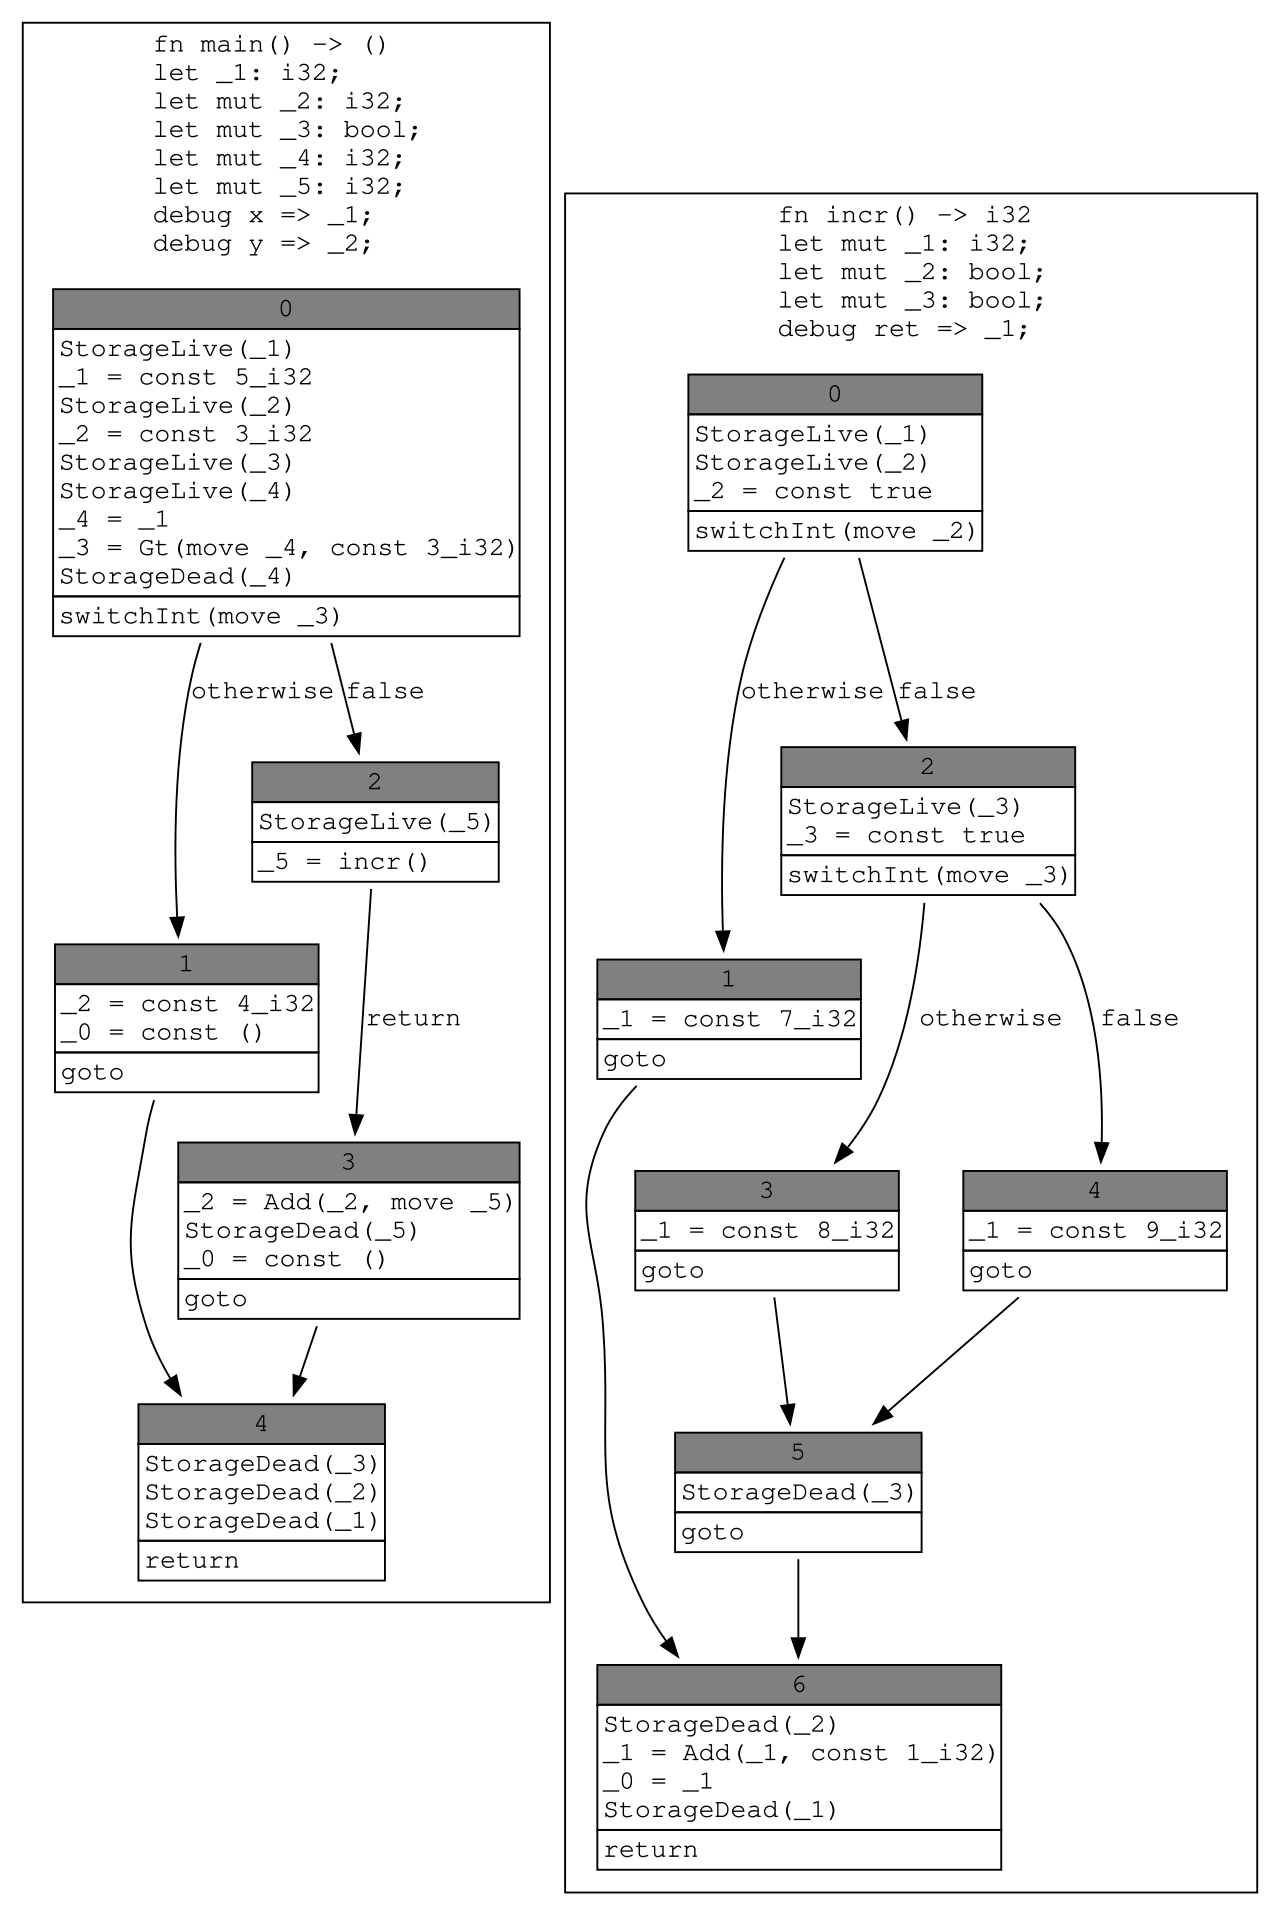 fn main() -> ()
let _1: i32;
let mut _2: i32;
let mut _3: bool;
let mut _4: i32;
let mut _5: i32;
debug x => _1;
debug y => _2;
0
StorageLive(_1)
_1 = const 5_i32
StorageLive(_2)
_2 = const 3_i32
StorageLive(_3)
StorageLive(_4)
_4 = _1
_3 = Gt(move _4, const 3_i32)
StorageDead(_4)
switchInt(move _3)
otherwise
false
2
StorageLive(_5)
_5 = incr()
1
_2 = const 4_i32
_0 = const ()
goto
return
3
_2 = Add(_2, move _5)
StorageDead(_5)
_0 = const ()
goto
4
StorageDead(_3)
StorageDead(_2)
StorageDead(_1)
return
fn incr() -> i32
let mut _1: i32;
let mut _2: bool;
let mut _3: bool;
debug ret => _1;
0
StorageLive(_1)
StorageLive(_2)
_2 = const true
switchInt(move _2)
otherwise
false
2
StorageLive(_3)
_3 = const true
switchInt(move _3)
1
_1 = const 7_i32
goto
otherwise
false
3
_1 = const 8_i32
goto
4
_1 = const 9_i32
goto
5
StorageDead(_3)
goto
6
StorageDead(_2)
_1 = Add(_1, const 1_i32)
_0 = _1
StorageDead(_1)
return